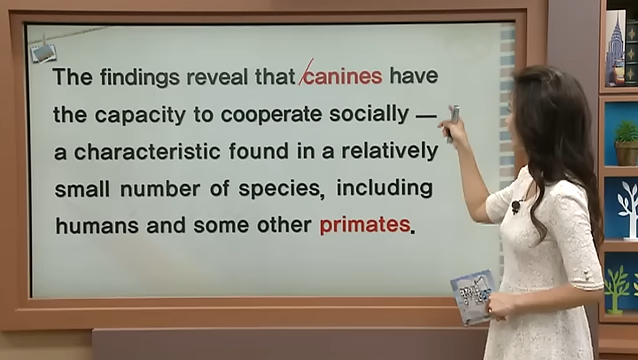 The findings reveal that canines have
the capacity to cooperate socially —
a characteristic found in a relatively
small number of species, including
humans and some other primates.